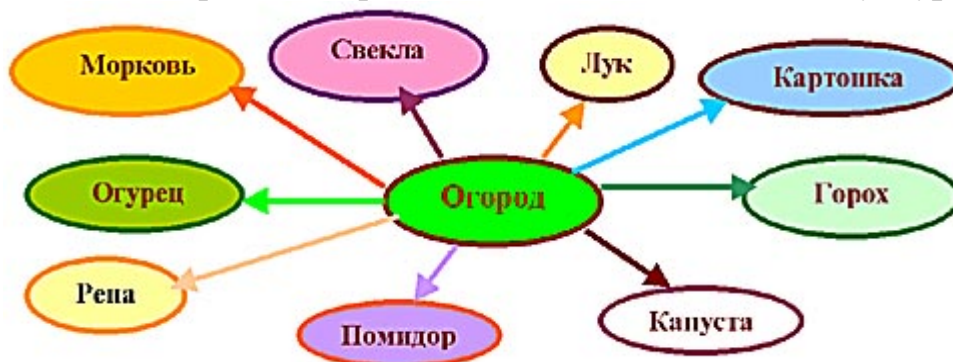 Морковь
Свекла
Лук
Картошка
Огурец
Огород
Горох
Репа
Помидор
Капуста